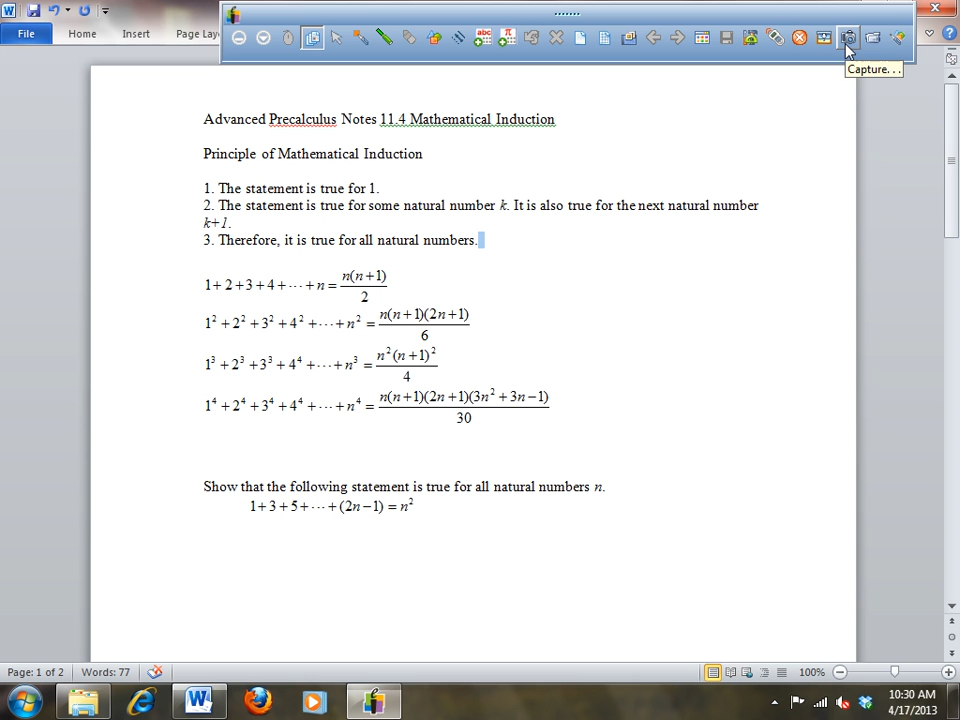 File Home Insert Page Lay
abc
π
Capture. . .
Advanced Precalculus Notes 11.4 Mathematical Induction
Principle of Mathematical Induction
1. The statement is true for 1.
2. The statement is true for some natural number k. It is also true for the next natural number
k+1.
3. Therefore, it is true for all natural numbers.
1+2+3+4+⋯+n = n(n+1)/2
1² + 2² + 3² + 4² + ⋯ + n² = n(n+1)(2n+1)/6
1³ + 2³ + 3³ + 4⁴ + ⋯ + n³ = n²(n+1)²/4
1⁴ + 2⁴ + 3⁴ + 4⁴ + ⋯ + n⁴ = n(n+1)(2n+1)(3n²+3n−1)/30
Show that the following statement is true for all natural numbers n.
1+3+5+⋯+(2n−1) = n²
Page: 1 of 2 Words: 77 100%
10:30 AM
4/17/2013